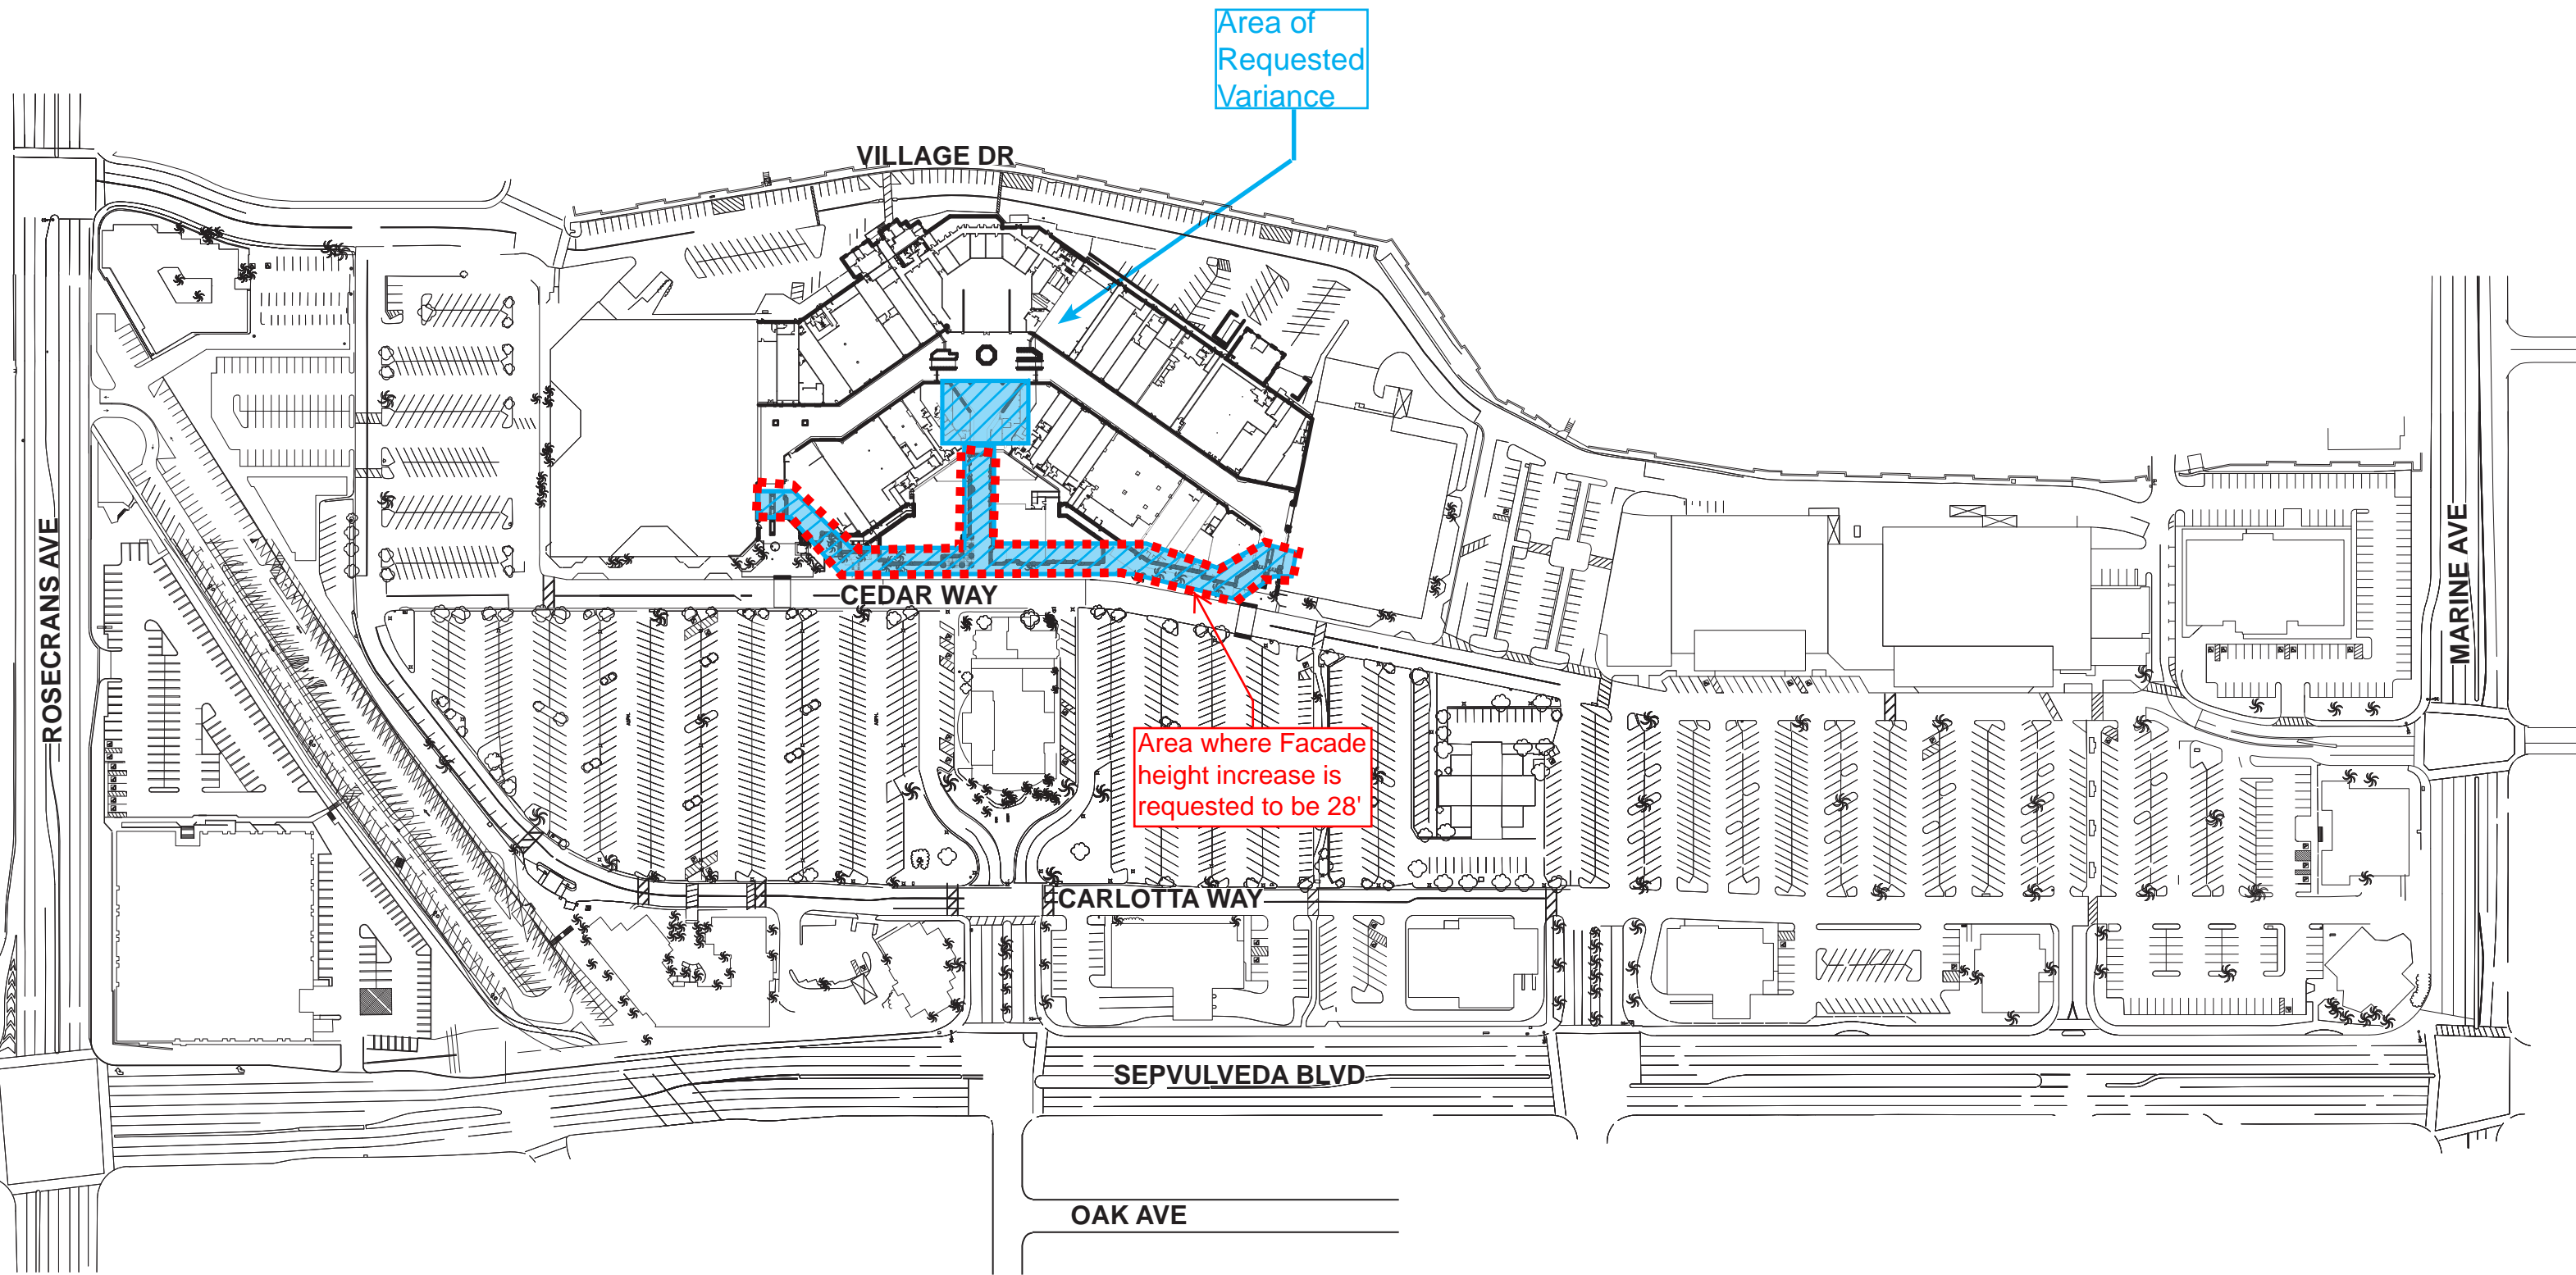 Area of
Requested
Variance
VILLAGE DR
ROSECRANS AVE
MARINE AVE
CEDAR WAY
Area where Facade
height increase is
requested to be 28'
CARLOTTA WAY
SEPVULVEDA BLVD
OAK AVE